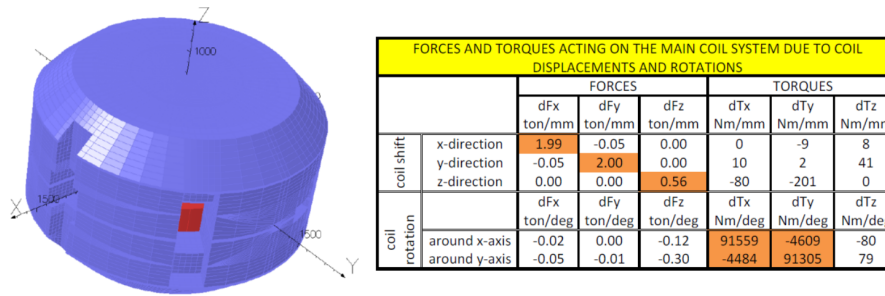 Z
1000
1500
X
1500
Y
FORCES AND TORQUES ACTING ON THE MAIN COIL SYSTEM DUE TO COIL
DISPLACEMENTS AND ROTATIONS
FORCES TORQUES
dFx dFy dFz dTx dTy dTz
ton/mm ton/mm ton/mm Nm/mm Nm/mm Nm/mm
coil shift
x-direction 1.99 -0.05 0.00 0 -9 8
y-direction -0.05 2.00 0.00 10 2 41
z-direction 0.00 0.00 0.56 -80 -201 0
coil
rotation
dFx dFy dFz dTx dTy dTz
ton/deg ton/deg ton/deg Nm/deg Nm/deg Nm/deg
around x-axis -0.02 0.00 -0.12 91559 -4609 -80
around y-axis -0.05 -0.01 -0.30 -4484 91305 79